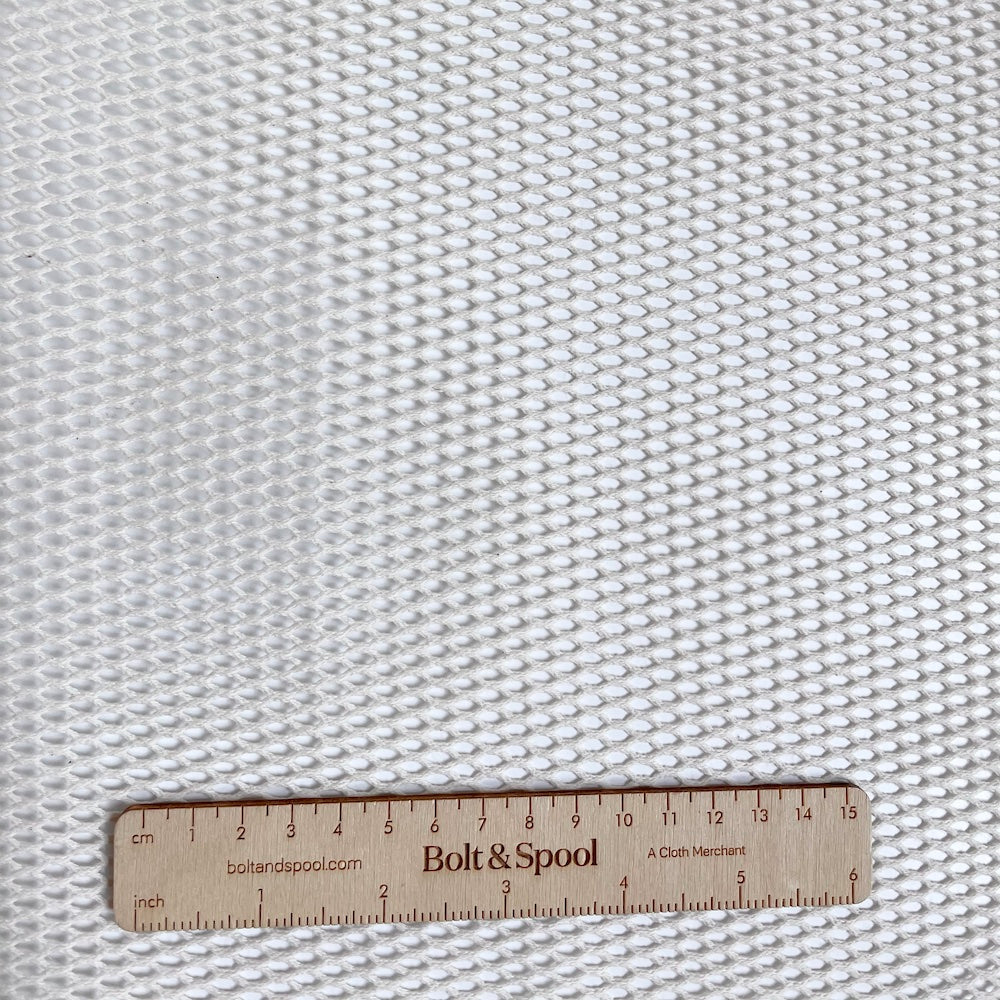 cm 1 2 3 4 5 6 7 8 9 10 11 12 13 14 15
boltandspool.com Bolt & Spool A Cloth Merchant
inch 1 2 3 4 5 6